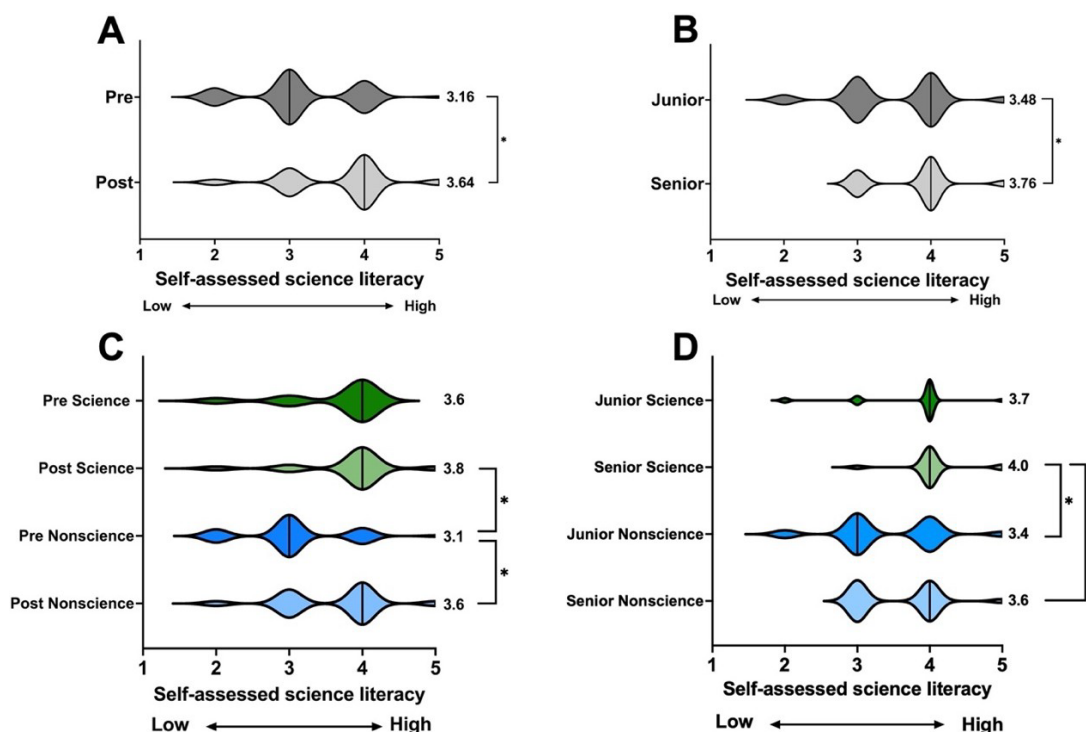 A
Pre
3.16
*
Post
3.64
1 2 3 4 5
Self-assessed science literacy
Low High
B
Junior
3.48
*
Senior
3.76
1 2 3 4 5
Self-assessed science literacy
Low High
C
Pre Science
3.6
Post Science
3.8
*
Pre Nonscience
3.1
*
Post Nonscience
3.6
1 2 3 4 5
Self-assessed science literacy
Low High
D
Junior Science
3.7
Senior Science
4.0
*
Junior Nonscience
3.4
Senior Nonscience
3.6
1 2 3 4 5
Self-assessed science literacy
Low High